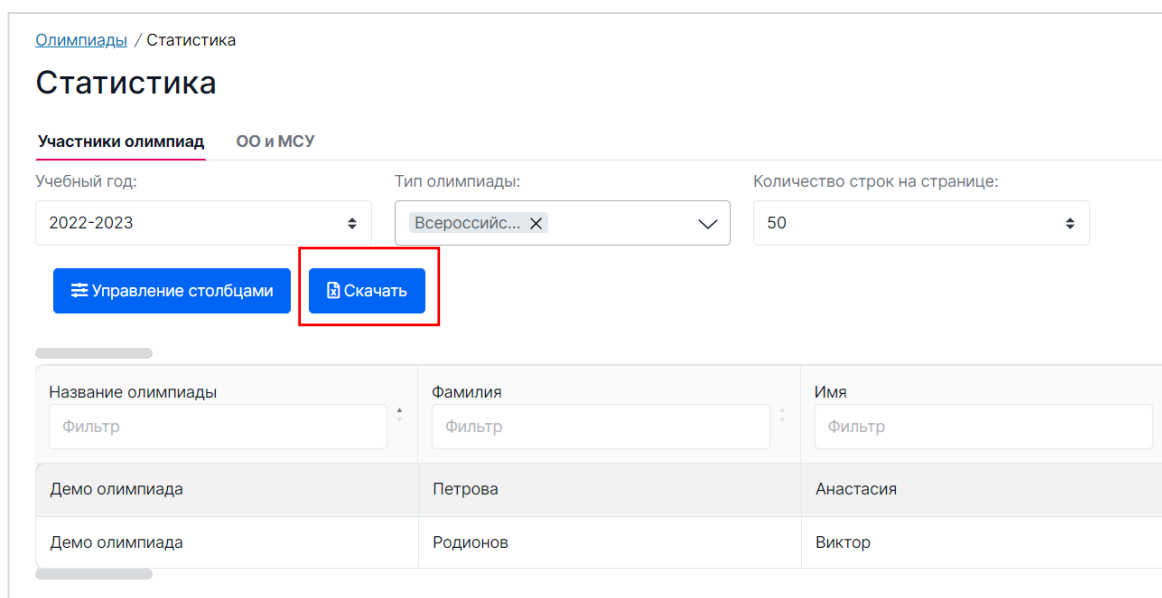 Олимпиады / Статистика
Статистика
Участники олимпиад ОО и МСУ
Учебный год: Тип олимпиады: Количество строк на странице:
2022-2023 Всероссийс... 50
Управление столбцами Скачать
Название олимпиады Фамилия Имя
Фильтр Фильтр Фильтр
Демо олимпиада Петрова Анастасия
Демо олимпиада Родионов Виктор